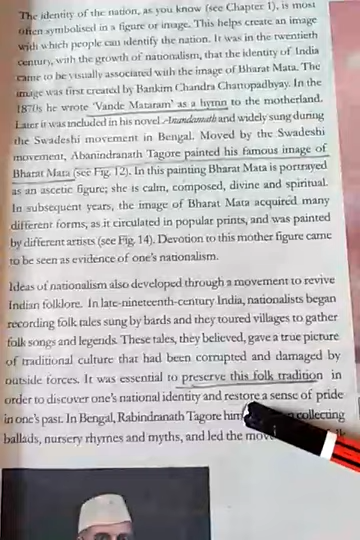 The identity of the nation, as you know (see Chapter 1), is most
often symbolised in a figure or image. This helps create an image
with which people can identify the nation. It was in the twentieth
century, with the growth of nationalism, that the identity of India
came to be visually associated with the image of Bharat Mata. The
image was first created by Bankim Chandra Chattopadhyay. In the
1870s he wrote 'Vande Mataram' as a hymn to the motherland.
Later it was included in his novel Anandamath and widely sung during
the Swadeshi movement in Bengal. Moved by the Swadeshi
movement, Abanindranath Tagore painted his famous image of
Bharat Mata (see Fig. 12). In this painting Bharat Mata is portrayed
as an ascetic figure; she is calm, composed, divine and spiritual.
In subsequent years, the image of Bharat Mata acquired many
different forms, as it circulated in popular prints, and was painted
by different artists (see Fig. 14). Devotion to this mother figure came
to be seen as evidence of one's nationalism.
Ideas of nationalism also developed through a movement to revive
Indian folklore. In late-nineteenth-century India, nationalists began
recording folk tales sung by bards and they toured villages to gather
folk songs and legends. These tales, they believed, gave a true picture
of traditional culture that had been corrupted and damaged by
outside forces. It was essential to preserve this folk tradition in
order to discover one's national identity and restore a sense of pride
in one's past. In Bengal, Rabindranath Tagore collecting
ballads, nursery rhymes and myths, and led the